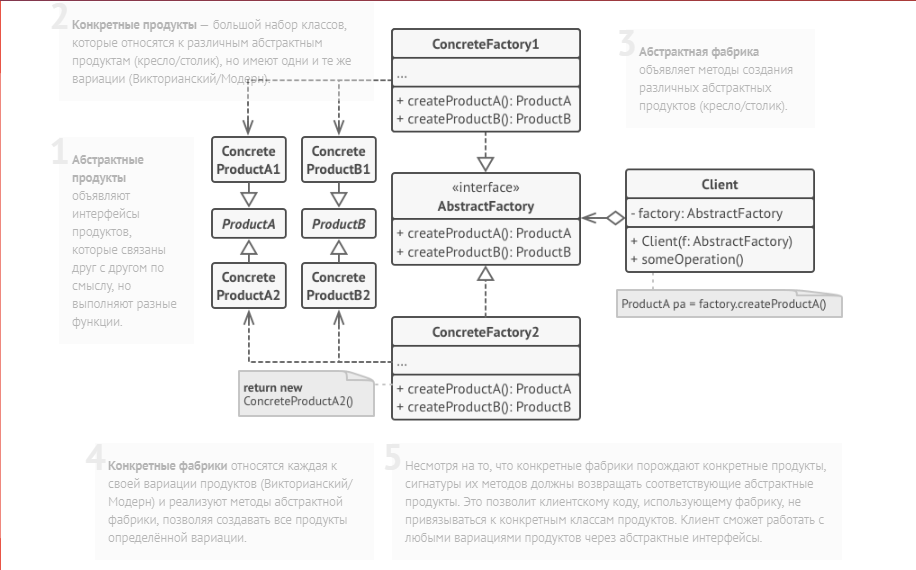 2
Конкретные продукты — большой набор классов,
которые относятся к различным абстрактным
продуктам (кресло/столик), но имеют одни и те же
вариации (Викторианский/Модерн).
ConcreteFactory1
...
+ createProductA(): ProductA
+ createProductB(): ProductB
3
Абстрактная фабрика
объявляет методы создания
различных абстрактных
продуктов (кресло/столик).
1
Абстрактные
продукты
объявляют
интерфейсы
продуктов,
которые связаны
друг с другом по
смыслу, но
выполняют разные
функции.
Concrete
ProductA1
Concrete
ProductB1
ProductA
ProductB
Concrete
ProductA2
Concrete
ProductB2
«interface»
AbstractFactory
+ createProductA(): ProductA
+ createProductB(): ProductB
Client
- factory: AbstractFactory
+ Client(f: AbstractFactory)
+ someOperation()
ProductA pa = factory.createProductA()
ConcreteFactory2
...
+ createProductA(): ProductA
+ createProductB(): ProductB
return new
ConcreteProductA2()
4
Конкретные фабрики относятся каждая к
своей вариации продуктов (Викторианский/
Модерн) и реализуют методы абстрактной
фабрики, позволяя создавать все продукты
определённой вариации.
5
Несмотря на то, что конкретные фабрики порождают конкретные продукты,
сигнатуры их методов должны возвращать соответствующие абстрактные
продукты. Это позволит клиентскому коду, использующему фабрику, не
привязываться к конкретным классам продуктов. Клиент сможет работать с
любыми вариациями продуктов через абстрактные интерфейсы.